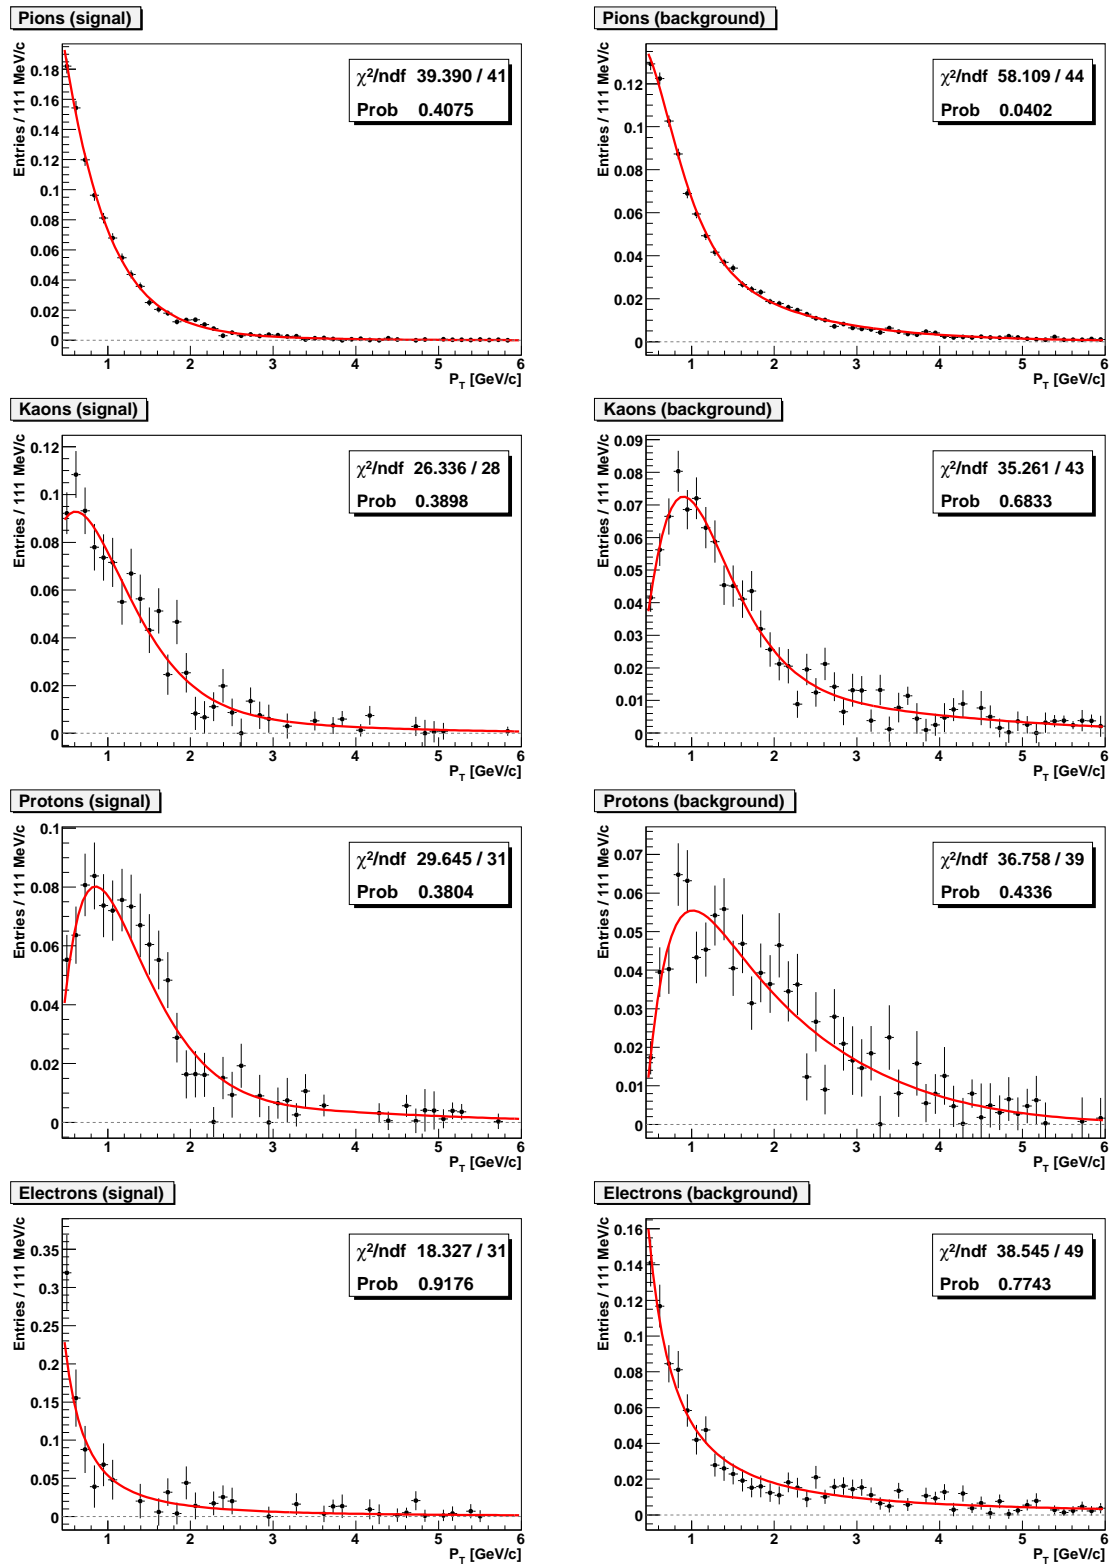 Pions (signal)
Entries / 111 MeV/c
0.18
0.16
0.14
0.12
0.1
0.08
0.06
0.04
0.02
0
χ²/ndf 39.390 / 41
Prob 0.4075
1 2 3 4 5 6
P_T [GeV/c]
Pions (background)
Entries / 111 MeV/c
0.12
0.1
0.08
0.06
0.04
0.02
0
χ²/ndf 58.109 / 44
Prob 0.0402
1 2 3 4 5 6
P_T [GeV/c]
Kaons (signal)
Entries / 111 MeV/c
0.12
0.1
0.08
0.06
0.04
0.02
0
χ²/ndf 26.336 / 28
Prob 0.3898
1 2 3 4 5 6
P_T [GeV/c]
Kaons (background)
Entries / 111 MeV/c
0.09
0.08
0.07
0.06
0.05
0.04
0.03
0.02
0.01
0
χ²/ndf 35.261 / 43
Prob 0.6833
1 2 3 4 5 6
P_T [GeV/c]
Protons (signal)
Entries / 111 MeV/c
0.1
0.08
0.06
0.04
0.02
0
χ²/ndf 29.645 / 31
Prob 0.3804
1 2 3 4 5 6
P_T [GeV/c]
Protons (background)
Entries / 111 MeV/c
0.07
0.06
0.05
0.04
0.03
0.02
0.01
0
χ²/ndf 36.758 / 39
Prob 0.4336
1 2 3 4 5 6
P_T [GeV/c]
Electrons (signal)
Entries / 111 MeV/c
0.35
0.3
0.25
0.2
0.15
0.1
0.05
0
χ²/ndf 18.327 / 31
Prob 0.9176
1 2 3 4 5 6
P_T [GeV/c]
Electrons (background)
Entries / 111 MeV/c
0.16
0.14
0.12
0.1
0.08
0.06
0.04
0.02
0
χ²/ndf 38.545 / 49
Prob 0.7743
1 2 3 4 5 6
P_T [GeV/c]